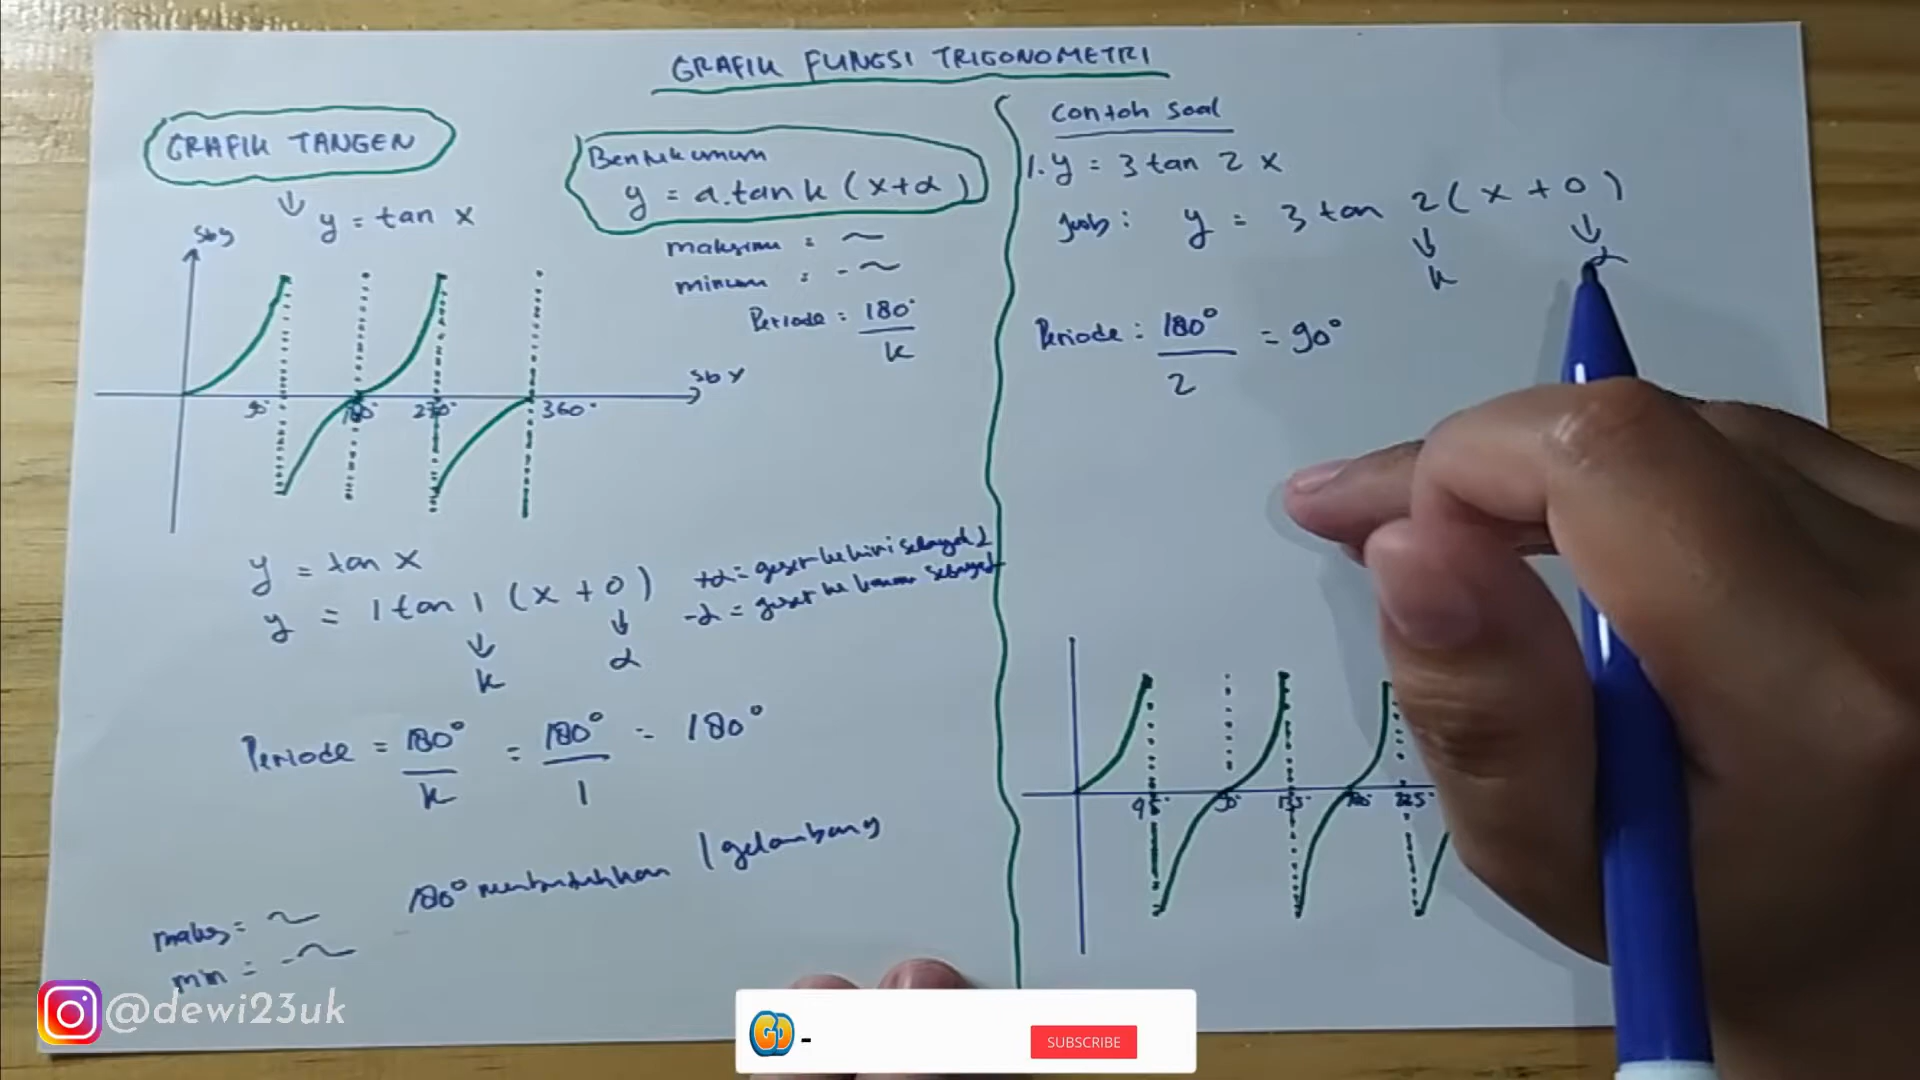 GRAFIK FUNGSI TRIGONOMETRI
GRAFIK TANGEN
y = tan x
Bentuk umum
y = a.tan k (x+α)
maksimum = ~
minimum = -~
Periode = 180°
k
sb y
sb x
90° 180° 270° 360°
y = tan x
y = 1 tan 1 (x + 0)
k α
+α = geser ke kiri sebayak α
-α = geser ke kanan sebayak
Periode = 180° = 180° = 180°
k 1
180° membutuhkan 1 gelombang
maks = ~
min = -~
Contoh soal
1. y = 3 tan 2 x
Jwb : y = 3 tan 2 ( x + 0 )
k α
Periode : 180° = 90°
2
45° 90° 135° 180° 225°
@dewi23uk
GD - SUBSCRIBE